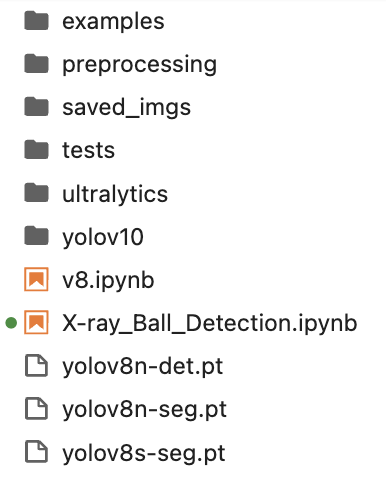 examples
preprocessing
saved_imgs
tests
ultralytics
yolov10
v8.ipynb
X-ray_Ball_Detection.ipynb
yolov8n-det.pt
yolov8n-seg.pt
yolov8s-seg.pt